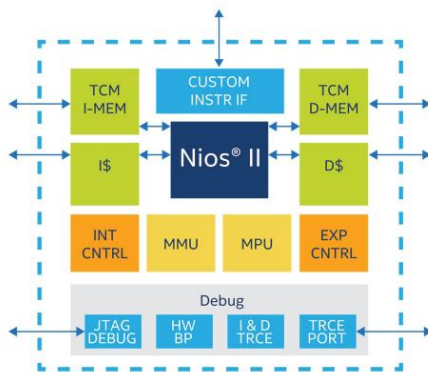 CUSTOM
INSTR IF
TCM
I-MEM
TCM
D-MEM
Nios® II
I$
D$
INT
CNTRL
MMU
MPU
EXP
CNTRL
Debug
JTAG
DEBUG
HW
BP
I & D
TRCE
TRCE
PORT